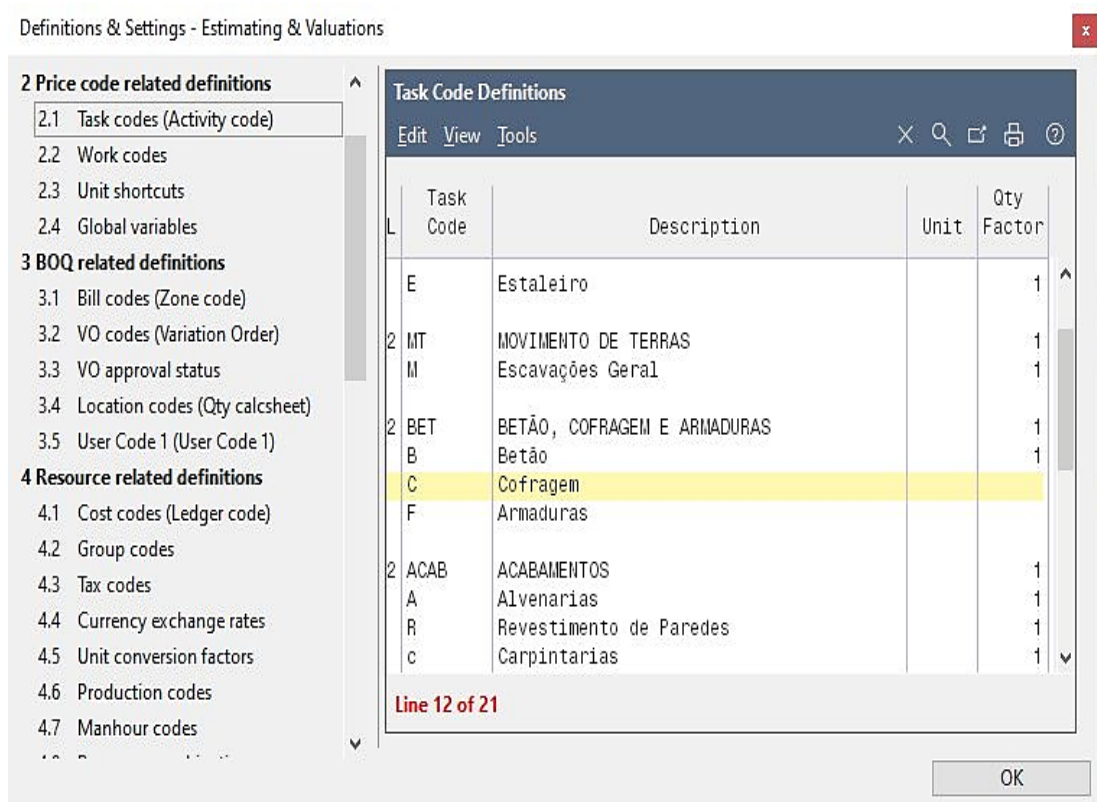 Definitions & Settings - Estimating & Valuations
x
2 Price code related definitions
2.1 Task codes (Activity code)
2.2 Work codes
2.3 Unit shortcuts
2.4 Global variables
3 BOQ related definitions
3.1 Bill codes (Zone code)
3.2 VO codes (Variation Order)
3.3 VO approval status
3.4 Location codes (Qty calcsheet)
3.5 User Code 1 (User Code 1)
4 Resource related definitions
4.1 Cost codes (Ledger code)
4.2 Group codes
4.3 Tax codes
4.4 Currency exchange rates
4.5 Unit conversion factors
4.6 Production codes
4.7 Manhour codes
Task Code Definitions
Edit View Tools
L Task Code Description Unit Qty Factor
E Estaleiro 1
2 MT MOVIMENTO DE TERRAS 1
M Escavações Geral 1
2 BET BETÃO, COFRAGEM E ARMADURAS 1
B Betão 1
C Cofragem
F Armaduras
2 ACAB ACABAMENTOS 1
A Alvenarias 1
R Revestimento de Paredes 1
c Carpintarias 1
Line 12 of 21
OK